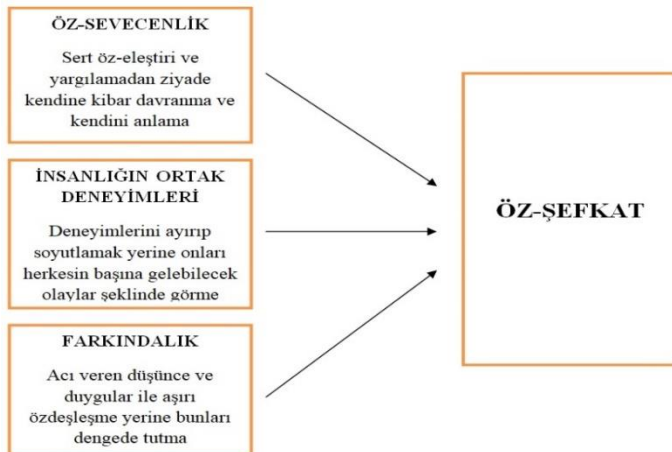 ÖZ-SEVECENLİK
Sert öz-eleştiri ve
yargılamadan ziyade
kendine kibar davranma ve
kendini anlama
İNSANLIĞIN ORTAK
DENEYİMLERİ
Deneyimlerini ayırıp
soyutlamak yerine onları
herkesin başına gelebilecek
olaylar şeklinde görme
FARKINDALIK
Acı veren düşünce ve
duygular ile aşırı
özdeşleşme yerine bunları
dengede tutma
ÖZ-ŞEFKAT